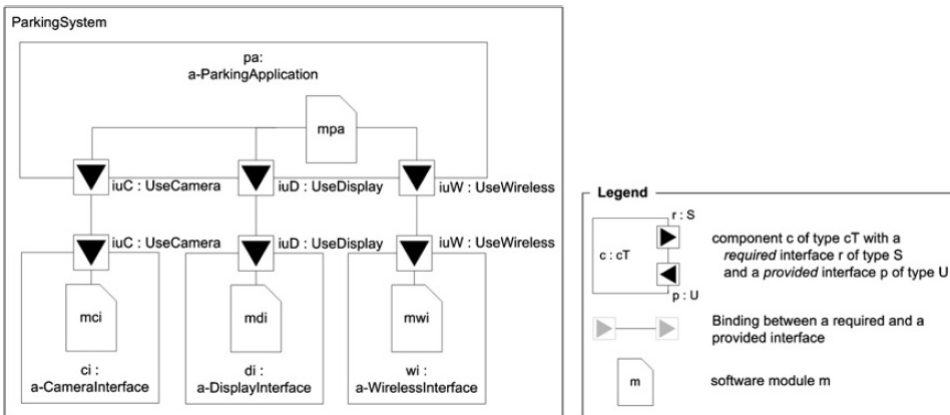 ParkingSystem
pa:
a-ParkingApplication
mpa
iuC : UseCamera
iuD : UseDisplay
iuW : UseWireless
iuC : UseCamera
iuD : UseDisplay
iuW : UseWireless
mci
mdi
mwi
ci :
a-CameraInterface
di :
a-DisplayInterface
wi :
a-WirelessInterface
Legend
r : S
c : cT
p : U
component c of type cT with a
required interface r of type S
and a provided interface p of type U
Binding between a required and a
provided interface
m
software module m